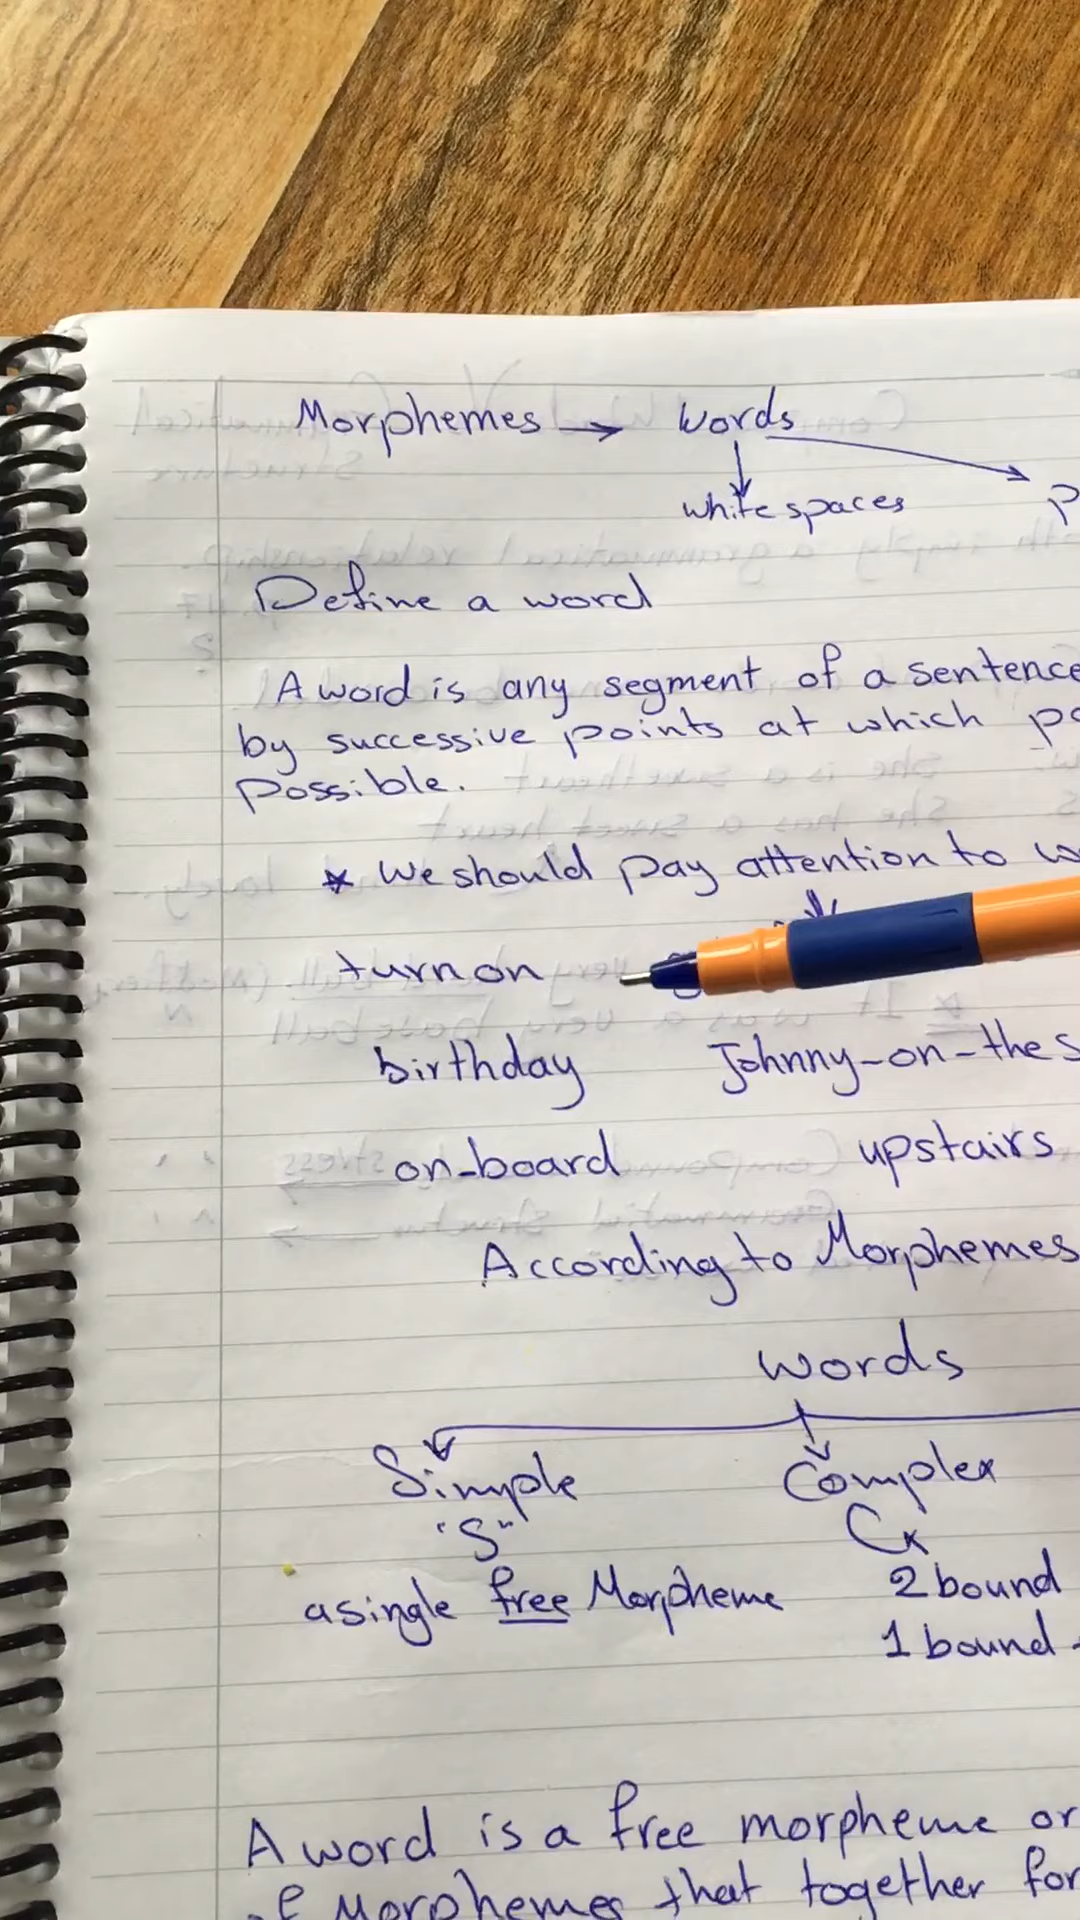 Morphemes → words
white spaces
Define a word
A word is any segment of a sentence
by successive points at which
possible.
* We should pay attention to
turn on
birthday Johnny-on-the
on-board upstairs
According to Morphemes
words
Simple Complex
"S" Cx
a single free Morpheme 2 bound
1 bound
A word is a free morpheme or
of Morphemes that together